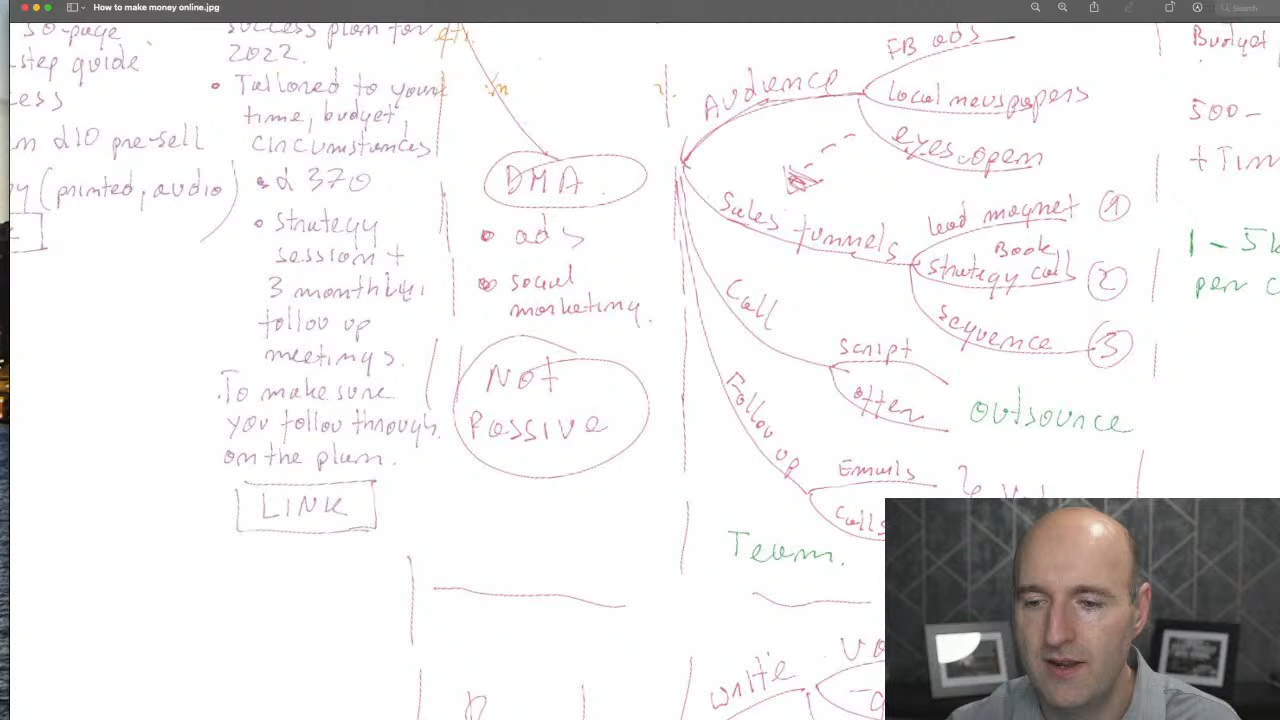 How to make money online.jpg
Search
50-page
-step guide
ess
£10 pre-sell
(printed, audio)
success plan for
2022.
Tailored to your
time, budget,
circumstances
£ 370
strategy
session +
3 monthly
follow up
meetings.
To make sure
you follow through
on the plan.
LINK
DMA
ads
social
marketing.
NOT
PASSIVE
Audience
FB ads
local newspapers
eyes.open
Sales funnels
lead magnet 1
Book
strategy call 2
Sequence 3
Call
Script
offer
OUTSOURCE
Follow up
Emails
calls
Team.
write
Budget
500-
+ Tim
1 - 5k
per c